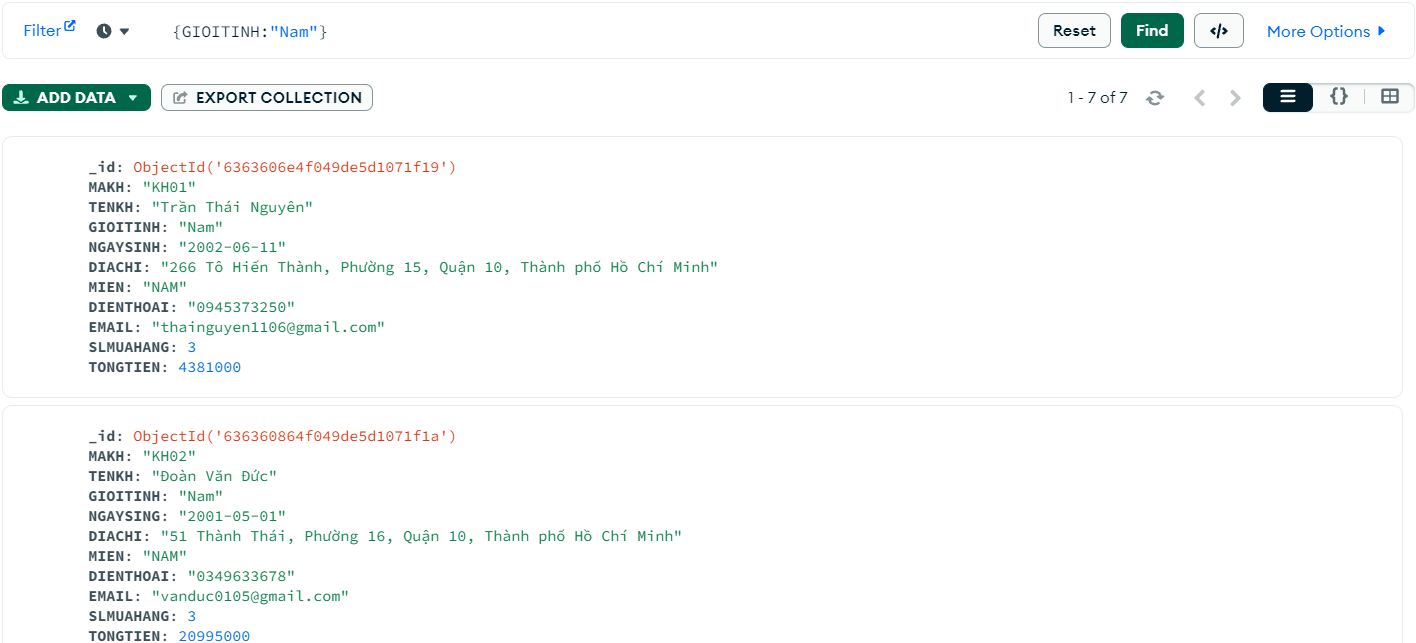 Filter {GIOITINH:"Nam"} Reset Find </> More Options
ADD DATA EXPORT COLLECTION 1 - 7 of 7 {}
_id: ObjectId('6363606e4f049de5d1071f19')
MAKH: "KH01"
TENKH: "Trần Thái Nguyên"
GIOITINH: "Nam"
NGAYSINH: "2002-06-11"
DIACHI: "266 Tô Hiến Thành, Phường 15, Quận 10, Thành phố Hồ Chí Minh"
MIEN: "NAM"
DIENTHOAI: "0945373250"
EMAIL: "thainguyen1106@gmail.com"
SLMUAHANG: 3
TONGTIEN: 4381000
_id: ObjectId('636360864f049de5d1071f1a')
MAKH: "KH02"
TENKH: "Đoàn Văn Đức"
GIOITINH: "Nam"
NGAYSING: "2001-05-01"
DIACHI: "51 Thành Thái, Phường 16, Quận 10, Thành phố Hồ Chí Minh"
MIEN: "NAM"
DIENTHOAI: "0349633678"
EMAIL: "vanduc0105@gmail.com"
SLMUAHANG: 3
TONGTIEN: 20995000